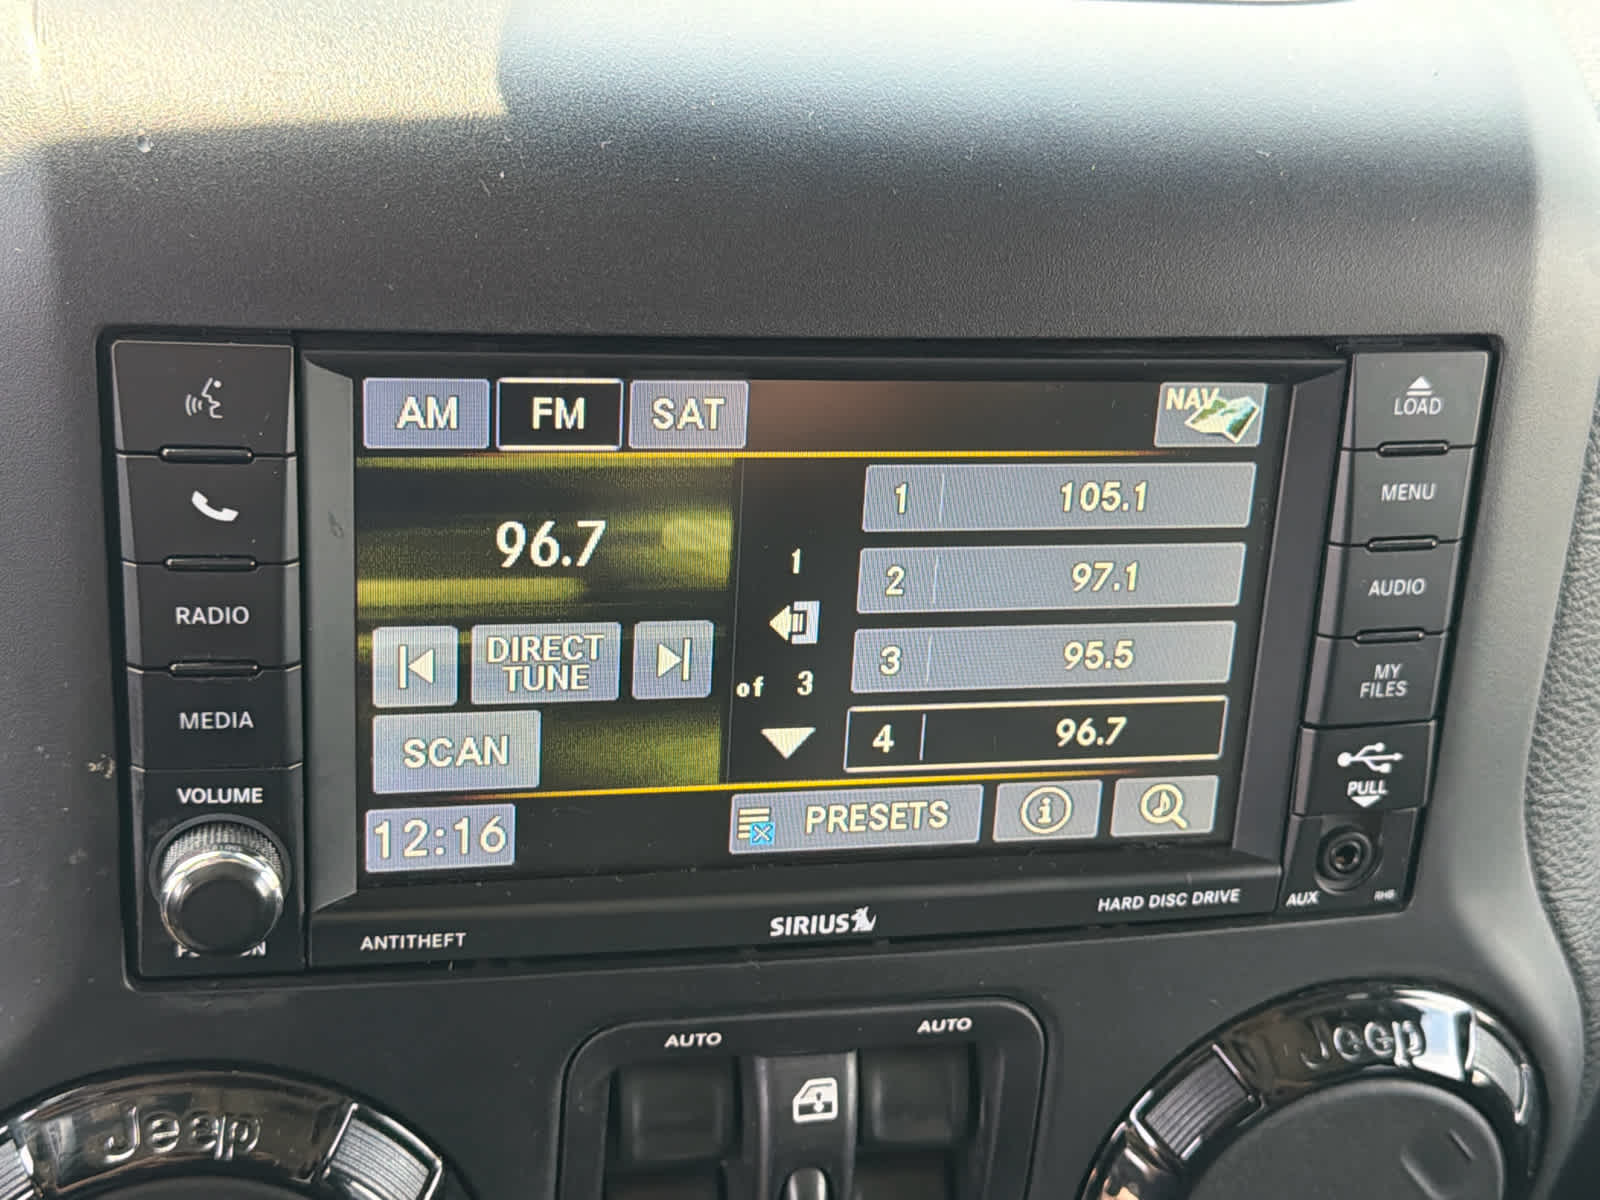 AM FM SAT NAV
96.7
DIRECT
TUNE
SCAN
12:16
1
of 3
1 105.1
2 97.1
3 95.5
4 96.7
PRESETS
i
RADIO
MEDIA
VOLUME
LOAD
MENU
AUDIO
MY
FILES
PULL
AUX
RHB
ANTITHEFT
SIRIUS
HARD DISC DRIVE
AUTO
AUTO
Jeep
Jeep